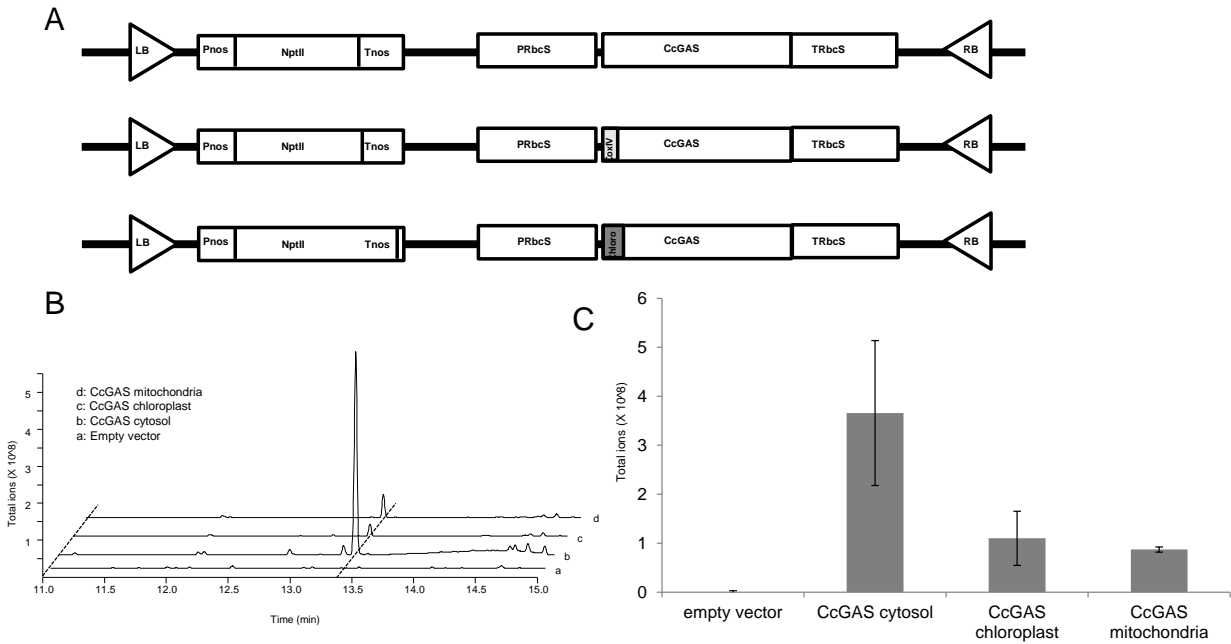 A
LB Pnos NptII Tnos PRbcS CcGAS TRbcS RB
LB Pnos NptII Tnos PRbcS CoxIV CcGAS TRbcS RB
LB Pnos NptII Tnos PRbcS CcGAS TRbcS RB
B
Total ions (X 10^8)
5
4
3
2
1
d: CcGAS mitochondria
c: CcGAS chloroplast
b: CcGAS cytosol
a: Empty vector
d
c
b
a
11.0 11.5 12.0 12.5 13.0 13.5 14.0 14.5 15.0
Time (min)
C
Total ions (X 10^8)
6
5
4
3
2
1
0
empty vector
CcGAS cytosol
CcGAS
chloroplast
CcGAS
mitochondria